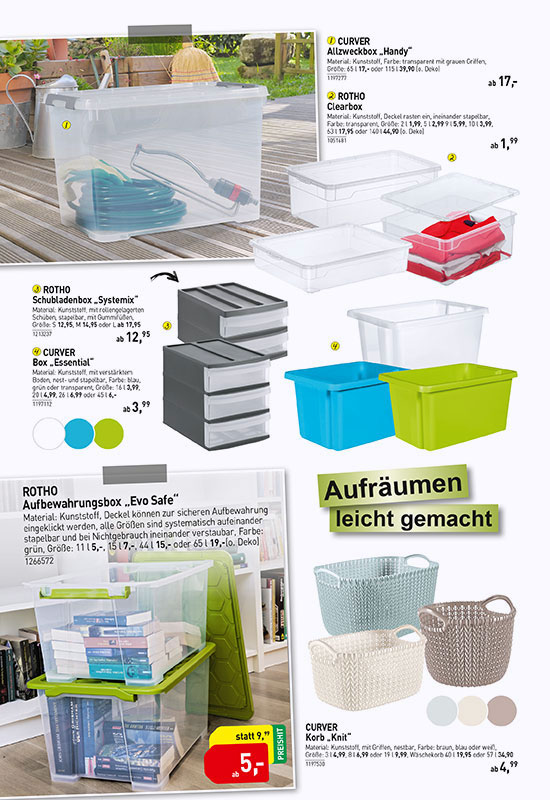 1 CURVER
Allzweckbox „Handy“
Material: Kunststoff, Farbe: transparent mit grauen Griffen,
Größe: 65 l 17,- oder 115 l 39,90 (o. Deko)
1197272
ab 17,-
2 ROTHO
Clearbox
Material: Kunststoff, Deckel rasten ein, ineinander stapelbar,
Farbe: transparent, Größe: 2 l 1,99, 5 l 2,99 9 l 5,99, 10 l 3,99,
63 l 17,95 oder 140 l 44,90 (o. Deko)
1051681
ab 1,99
1
2
3 ROTHO
Schubladenbox „Systemix“
Material: Kunststoff, mit rollengelagerten
Schüben, stapelbar, mit Gummifüßen,
Größe: S 12,95, M 14,95 oder L ab 17,95
1213237
ab 12,95
3
4 CURVER
Box „Essential“
Material: Kunststoff, mit verstärktem
Boden, nest- und stapelbar, Farbe: blau,
grün oder transparent, Größe: 16 l 3,99,
20 l 4,99, 26 l 6,99 oder 45 l 6,-
1197112
ab 3,99
4
ROTHO
Aufbewahrungsbox „Evo Safe“
Material: Kunststoff, Deckel können zur sicheren Aufbewahrung
eingeklickt werden, alle Größen sind systematisch aufeinander
stapelbar und bei Nichtgebrauch ineinander verstaubar, Farbe:
grün, Größe: 11 l 5,-, 15 l 7,-, 44 l 15,- oder 65 l 19,-(o. Deko)
1266572
Aufräumen
leicht gemacht
statt 9,99
ab 5,-
PREISHIT
CURVER
Korb „Knit“
Material: Kunststoff, mit Griffen, nestbar, Farbe: braun, blau oder weiß,
Größe: 3 l 4,99, 8 l 6,99 oder 19 l 9,99, Wäschekorb 40 l 19,95 oder 57 l 34,90
1197530
ab 4,99